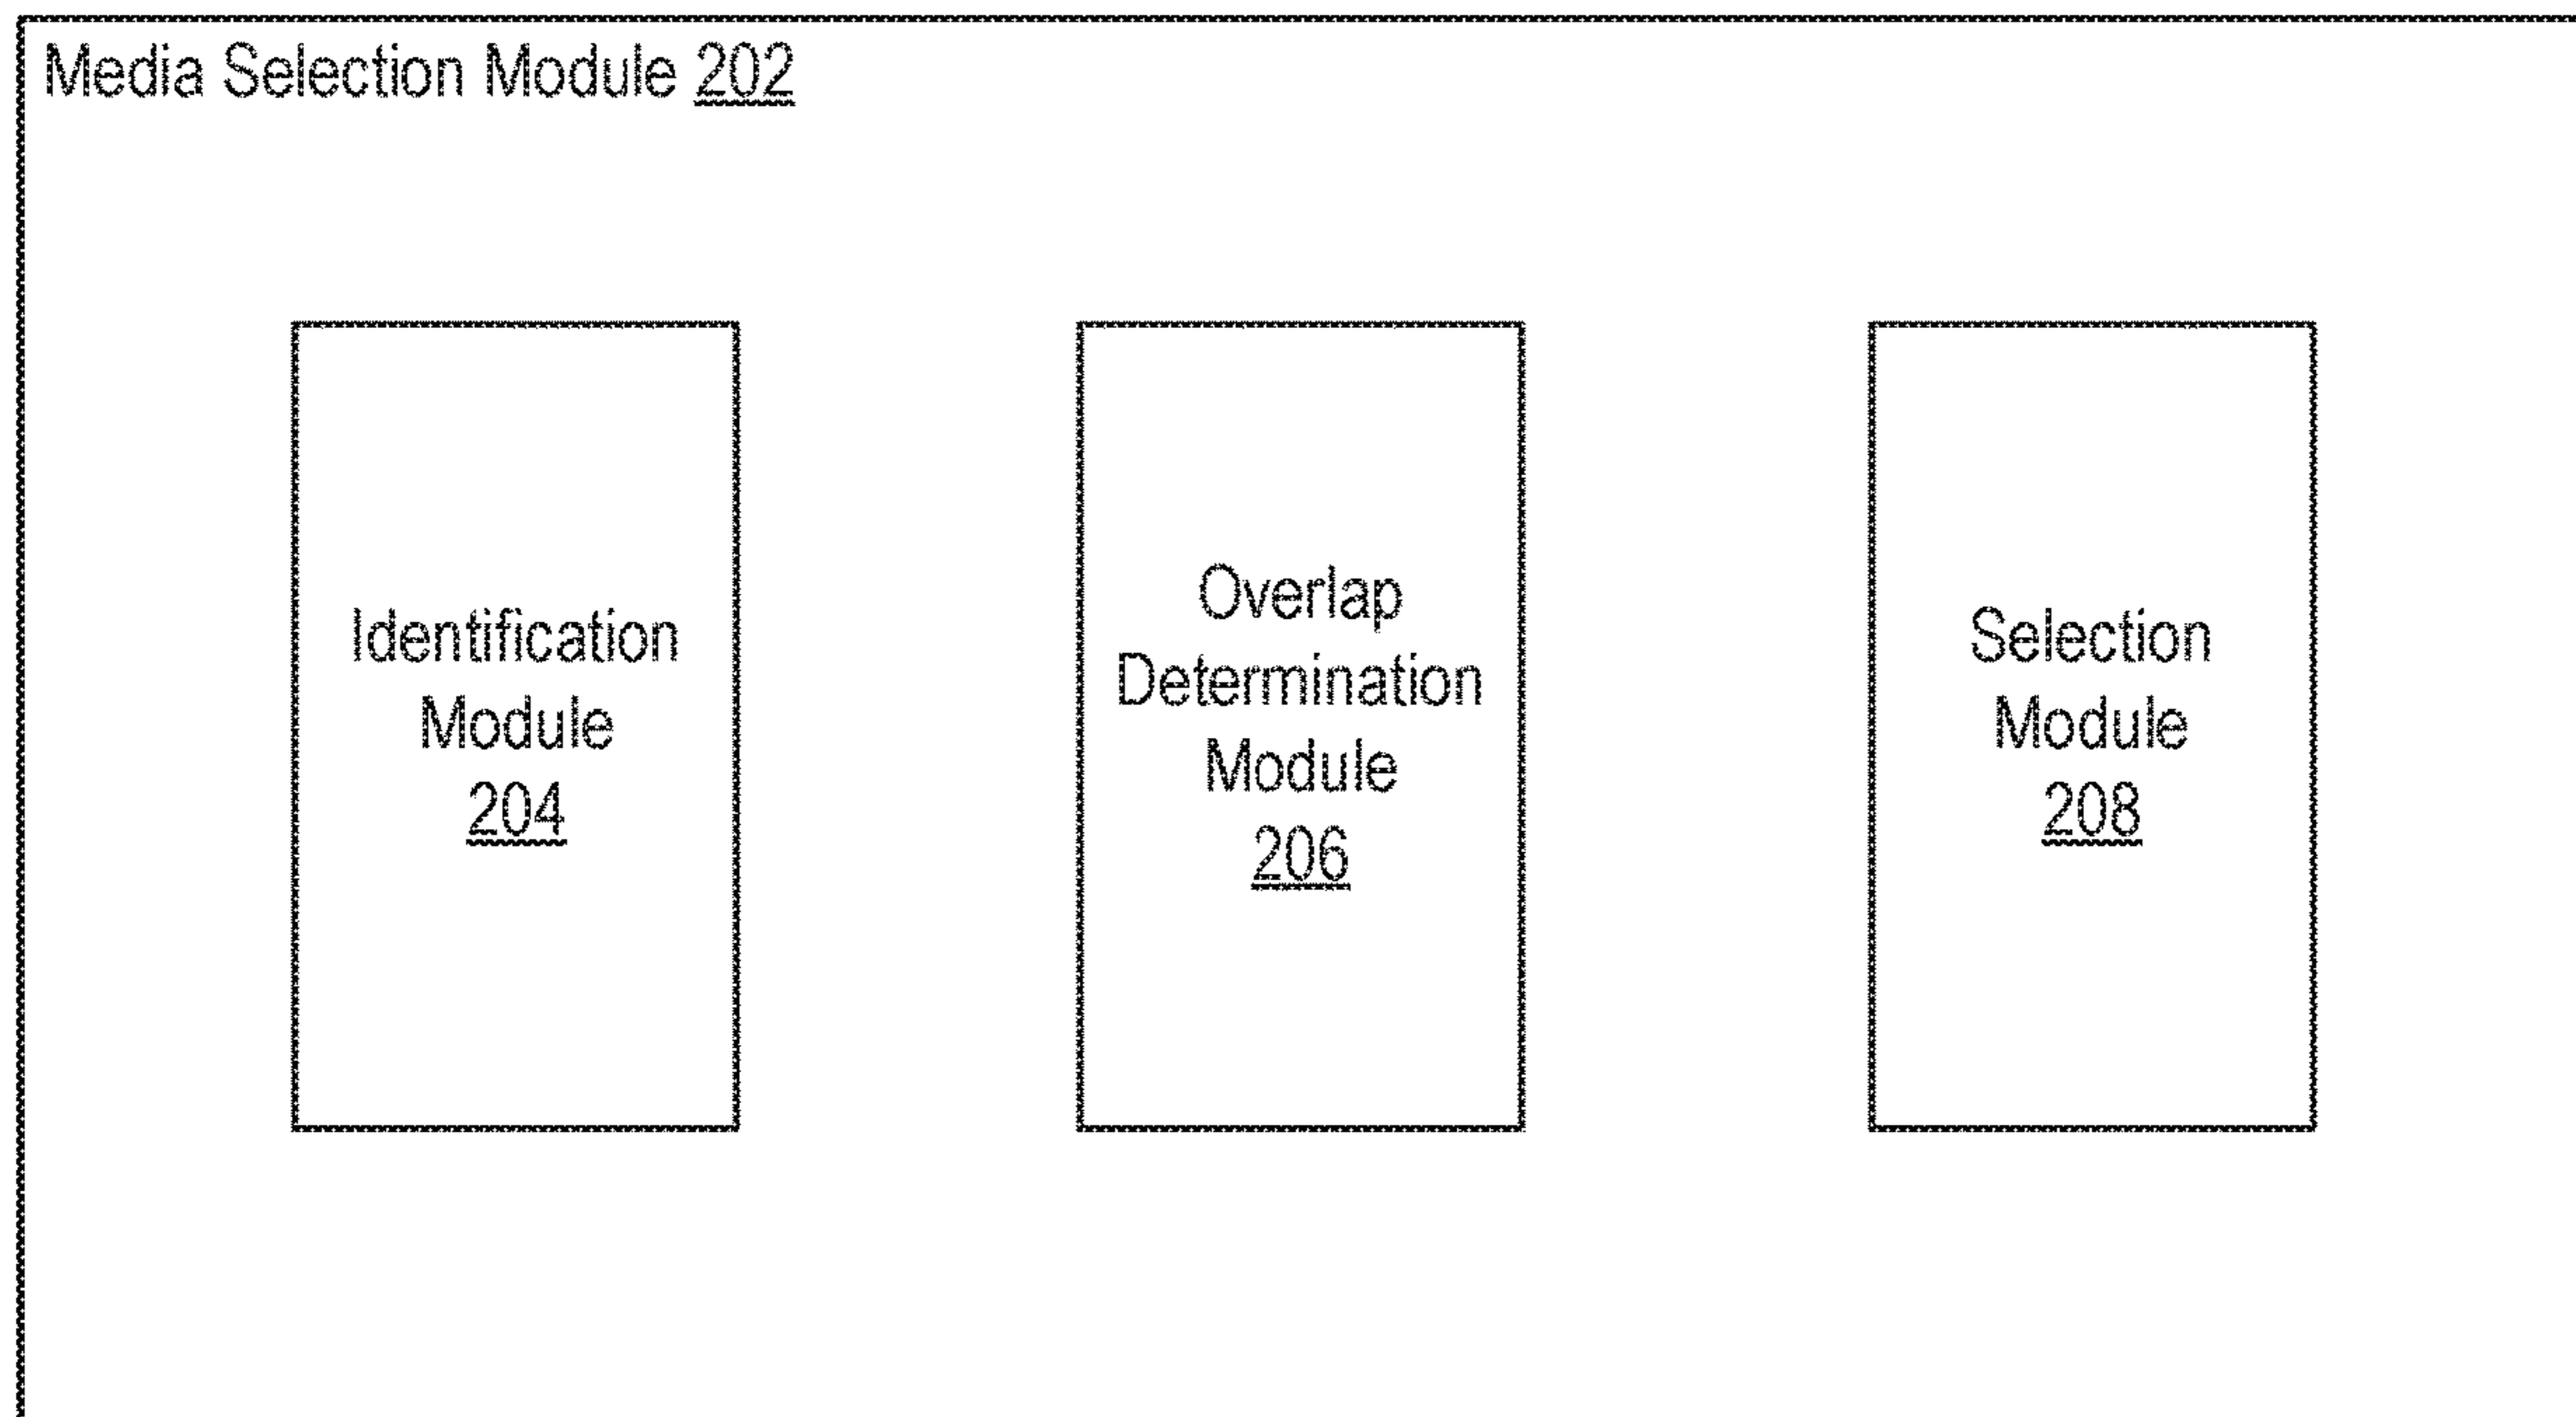 Media Selection Module 202
Identification
Module
204
Overlap
Determination
Module
206
Selection
Module
208